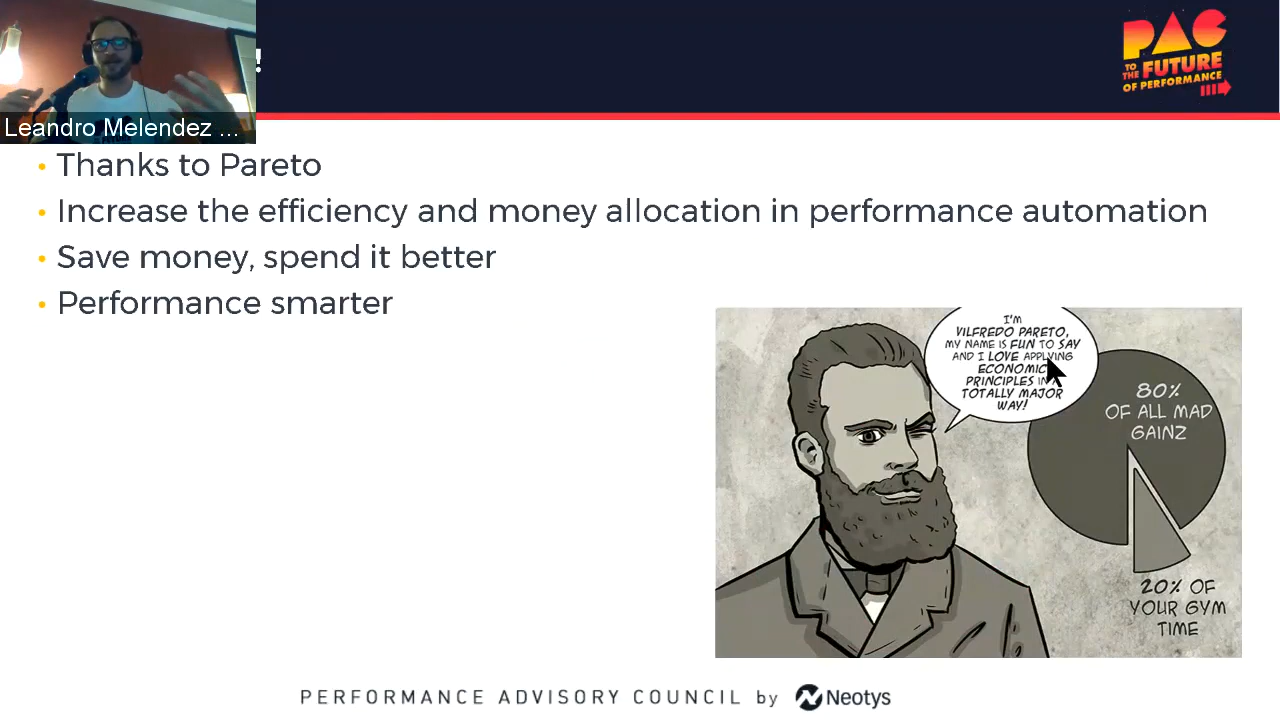 !
PAC
TO THE FUTURE
OF PERFORMANCE
Leandro Melendez ...
• Thanks to Pareto
• Increase the efficiency and money allocation in performance automation
• Save money, spend it better
• Performance smarter
I'M
VILFREDO PARETO,
MY NAME IS FUN TO SAY
AND I LOVE APPLYING
ECONOMIC
PRINCIPLES IN
TOTALLY MAJOR
WAY!
80%
OF ALL MAD
GAINZ
20% OF
YOUR GYM
TIME
PERFORMANCE ADVISORY COUNCIL by Neotys